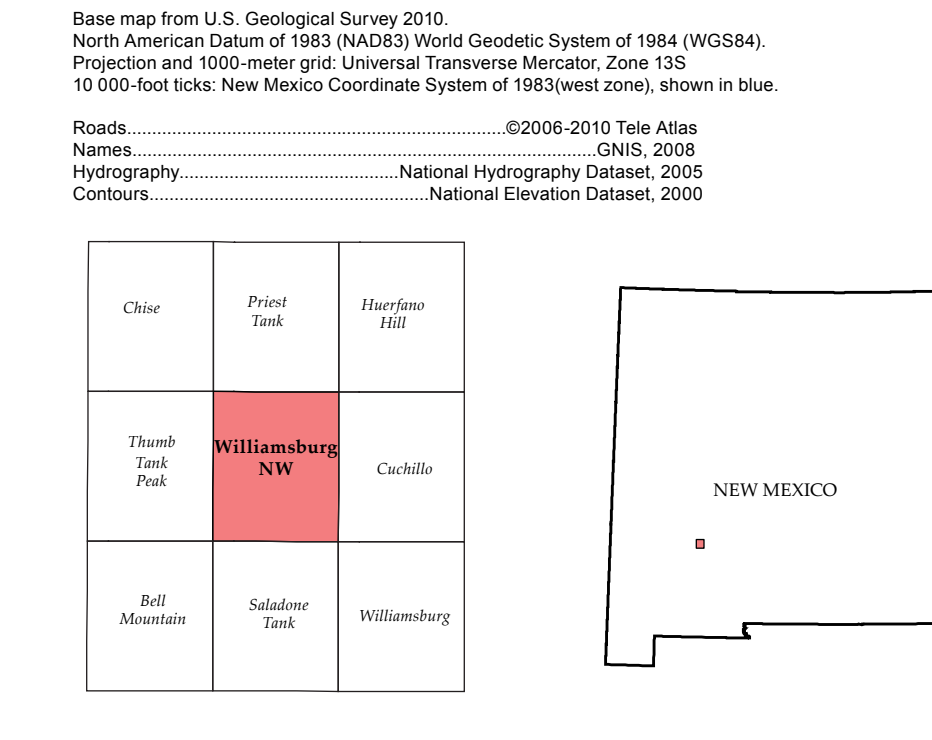 Base map from U.S. Geological Survey 2010.
North American Datum of 1983 (NAD83) World Geodetic System of 1984 (WGS84).
Projection and 1000-meter grid: Universal Transverse Mercator, Zone 13S
10 000-foot ticks: New Mexico Coordinate System of 1983(west zone), shown in blue.
Roads...........................................................................©2006-2010 Tele Atlas
Names............................................................................................GNIS, 2008
Hydrography...........................................National Hydrography Dataset, 2005
Contours.......................................................National Elevation Dataset, 2000
Chise
Priest
Tank
Huerfano
Hill
Thumb
Tank
Peak
Williamsburg
NW
Cuchillo
Bell
Mountain
Saladone
Tank
Williamsburg
NEW MEXICO